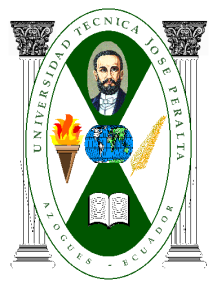 UNIVERSIDAD TECNICA JOSE PERALTA
AZOGUES - ECUADOR